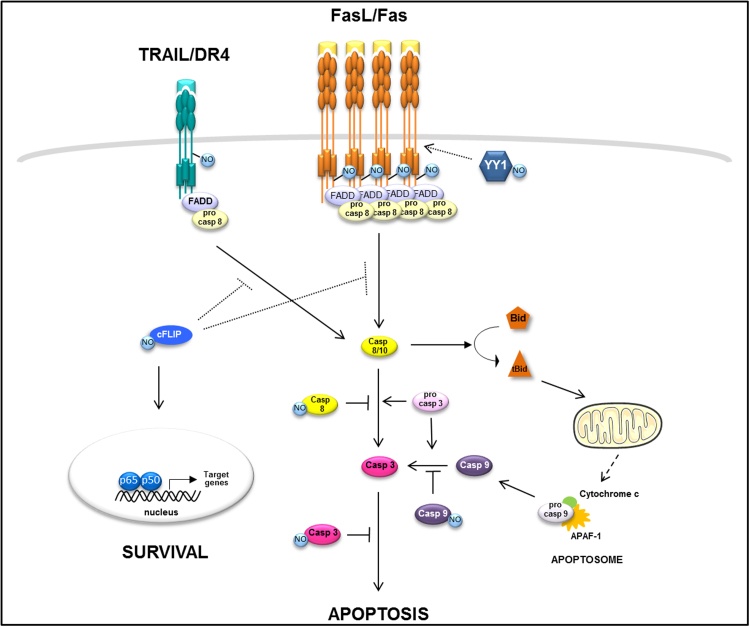 FasL/Fas
TRAIL/DR4
NO
NO
NO
NO
NO
YY1
NO
FADD
FADD
FADD
FADD
FADD
pro
casp 8
pro
casp 8
pro
casp 8
pro
casp 8
pro
casp 8
cFLIP
NO
Casp
8/10
Bid
tBid
Casp
8
NO
pro
casp 3
p65
p50
Target
genes
nucleus
Casp 3
Casp 9
Cytochrome c
pro
casp 9
APAF-1
Casp 9
NO
Casp 3
NO
SURVIVAL
APOPTOSOME
APOPTOSIS